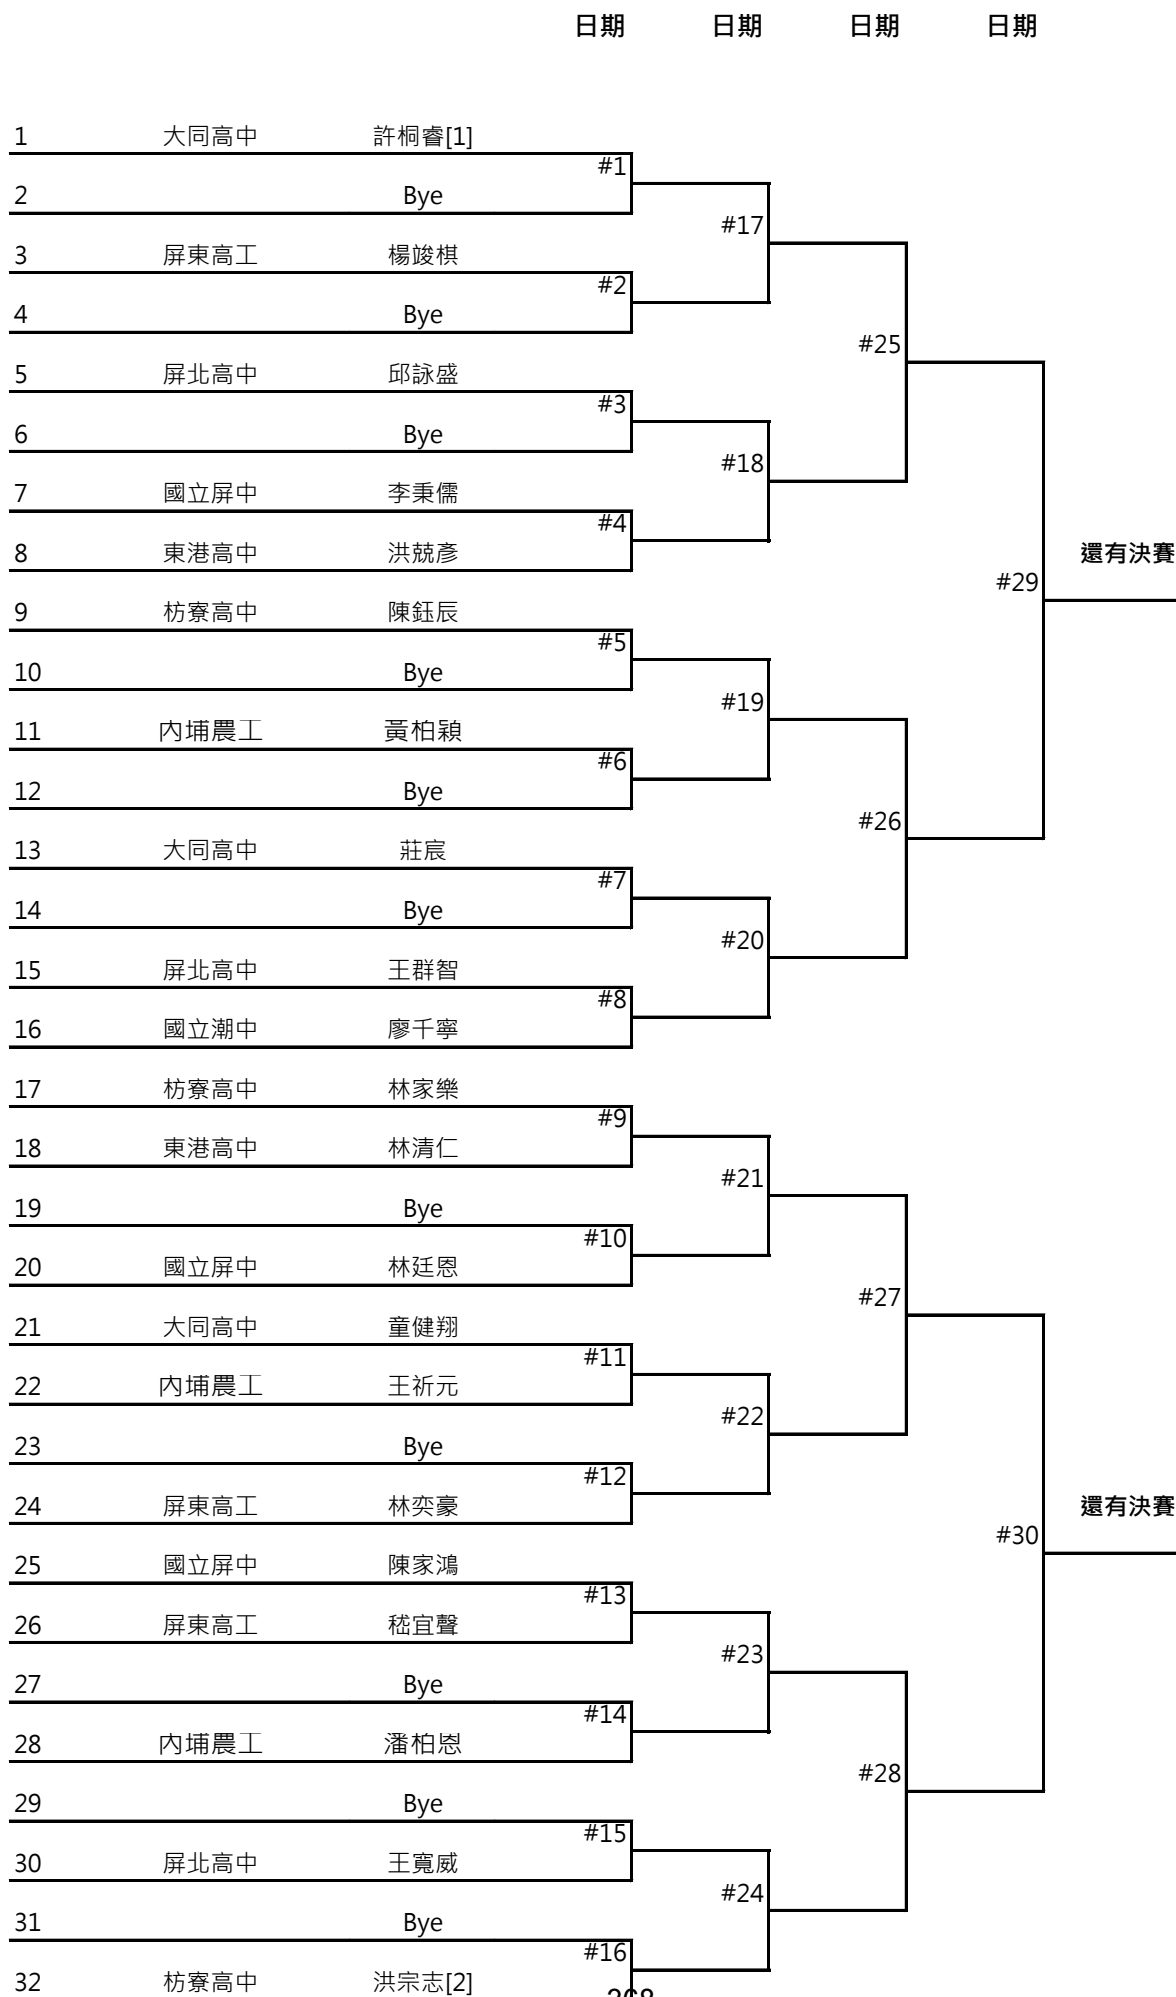 日期 日期 日期 日期
1 大同高中 許桐睿[1]
#1
2 Bye
#17
3 屏東高工 楊竣棋
#2
4 Bye
#25
5 屏北高中 邱詠盛
#3
6 Bye
#18
7 國立屏中 李秉儒
#4
8 東港高中 洪兢彥 還有決賽
#29
9 枋寮高中 陳鈺辰
#5
10 Bye
#19
11 內埔農工 黃柏穎
#6
12 Bye
#26
13 大同高中 莊宸
#7
14 Bye
#20
15 屏北高中 王群智
#8
16 國立潮中 廖千寧
17 枋寮高中 林家樂
#9
18 東港高中 林清仁
#21
19 Bye
#10
20 國立屏中 林廷恩
#27
21 大同高中 童健翔
#11
22 內埔農工 王祈元
#22
23 Bye
#12
24 屏東高工 林奕豪 還有決賽
#30
25 國立屏中 陳家鴻
#13
26 屏東高工 嵇宜聲
#23
27 Bye
#14
28 內埔農工 潘柏恩
#28
29 Bye
#15
30 屏北高中 王寬威
#24
31 Bye
#16
32 枋寮高中 洪宗志[2]